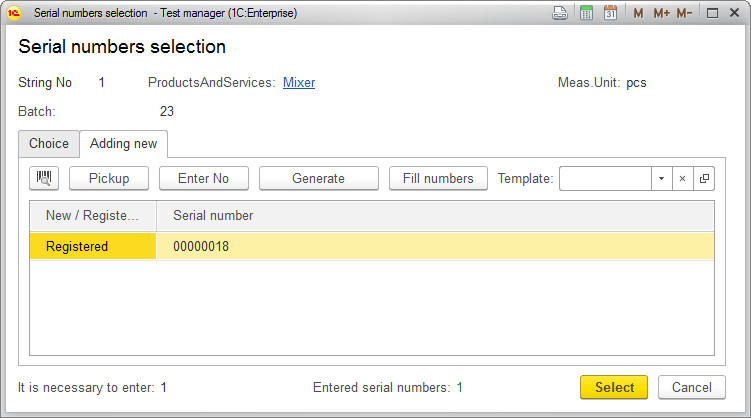 1C Serial numbers selection - Test manager (1C:Enterprise) 31 M M+ M-
Serial numbers selection
String No 1 ProductsAndServices: Mixer Meas.Unit: pcs
Batch: 23
Choice Adding new
Pickup Enter No Generate Fill numbers Template:
New / Registe... Serial number
Registered 00000018
It is necessary to enter: 1 Entered serial numbers: 1 Select Cancel